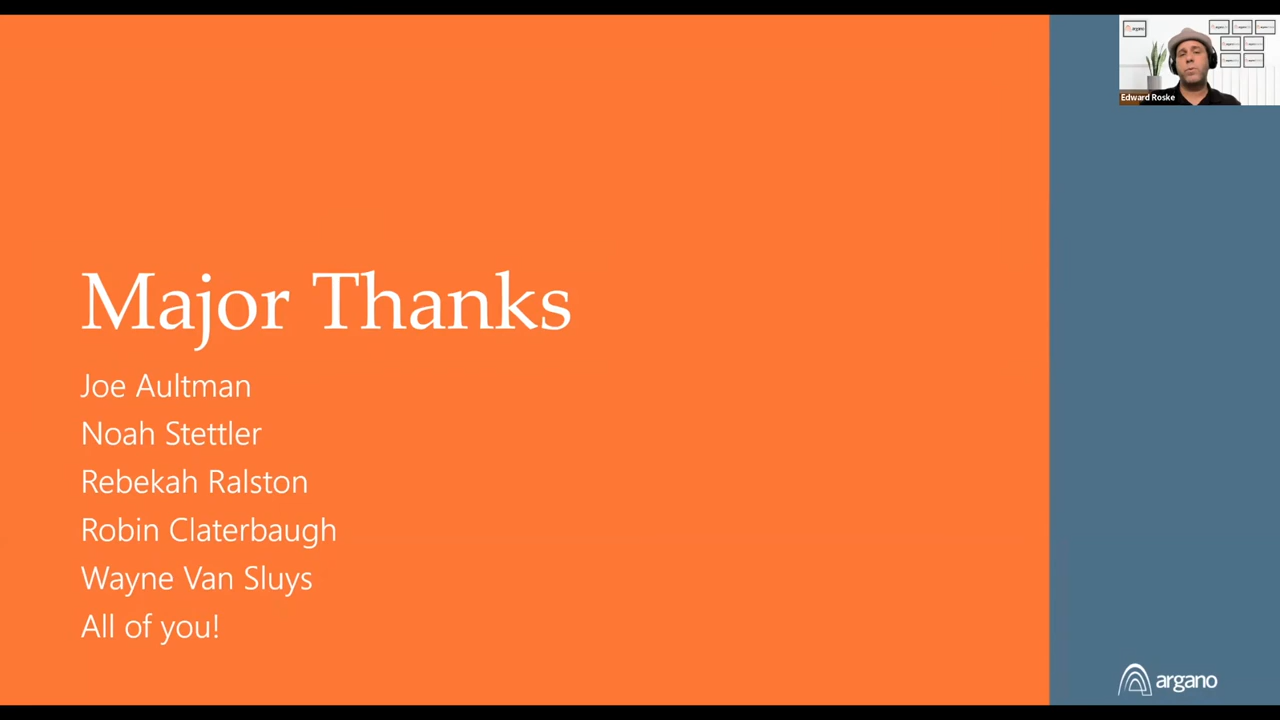 argano
Edward Roske
Major Thanks
Joe Aultman
Noah Stettler
Rebekah Ralston
Robin Claterbaugh
Wayne Van Sluys
All of you!
argano